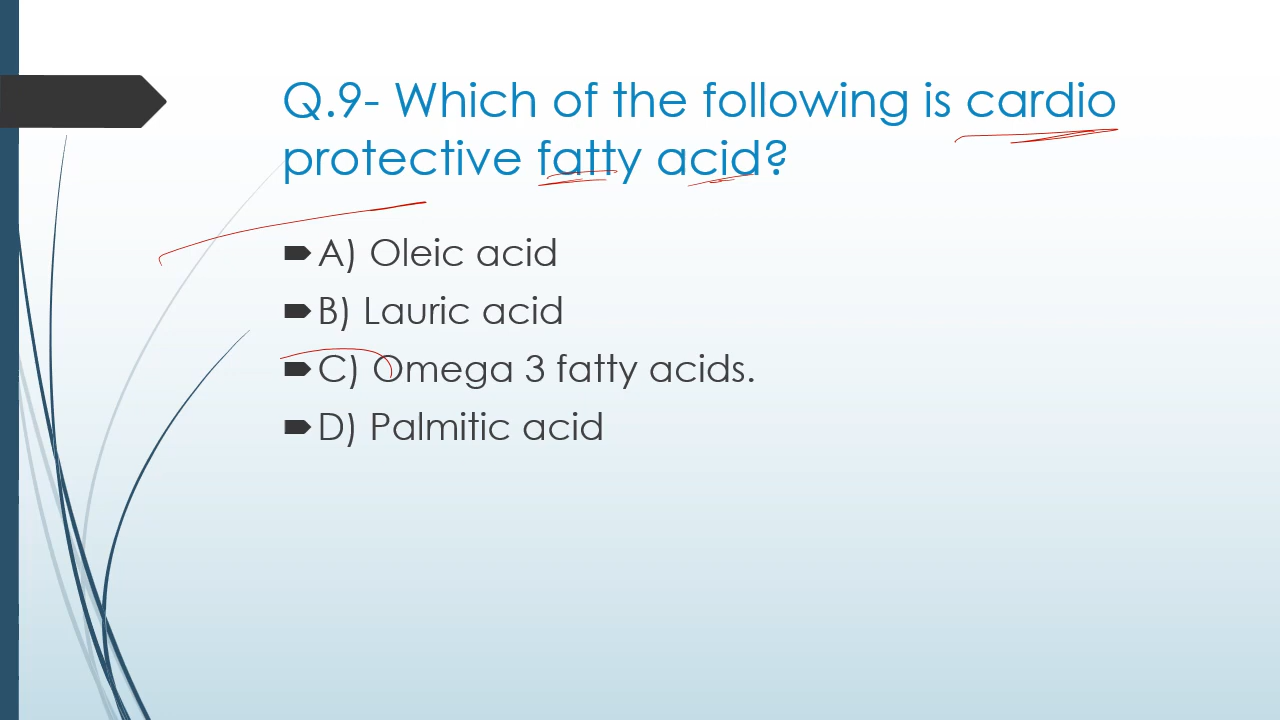 Q.9- Which of the following is cardio
protective fatty acid?
A) Oleic acid
B) Lauric acid
C) Omega 3 fatty acids.
D) Palmitic acid